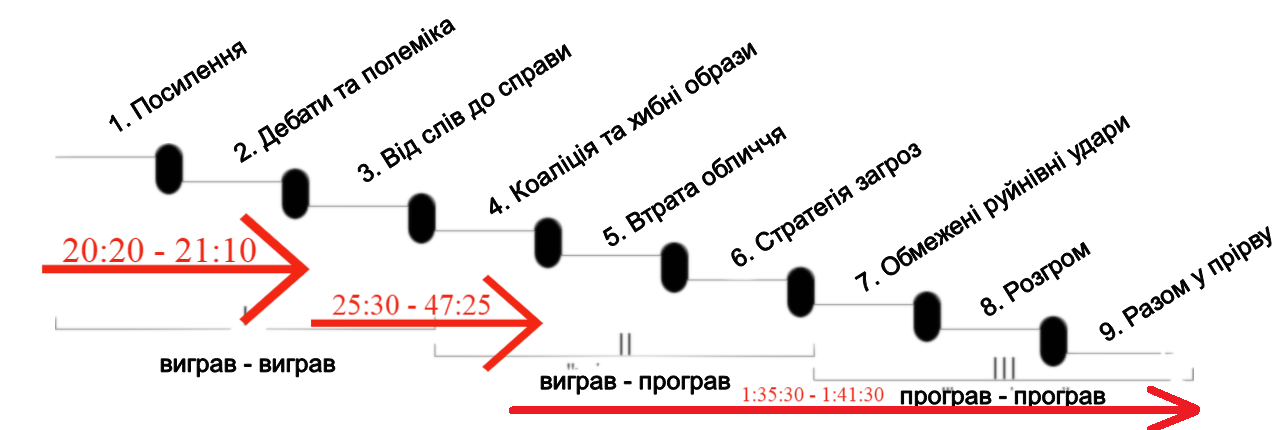 1. Посилення
2. Дебати та полеміка
3. Від слів до справи
4. Коаліція та хибні образи
5. Втрата обличчя
6. Стратегія загроз
7. Обмежені руйнівні удари
8. Розгром
9. Разом у прірву
20:20 - 21:10
25:30 - 47:25
II
III
виграв - виграв
виграв - програв
1:35:30 - 1:41:30
програв - програв